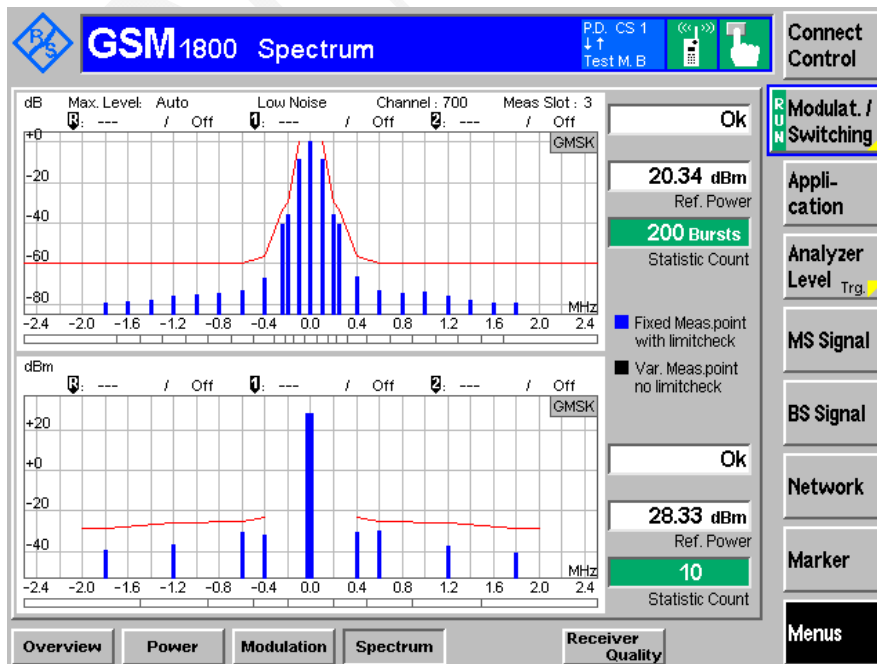 R&S
GSM 1800 Spectrum
P.D. CS 1
↓↑
Test M. B
Connect Control
dB Max. Level: Auto Low Noise Channel : 700 Meas Slot : 3
R: --- / Off 1: --- / Off 2: --- / Off
GMSK
+0
-20
-40
-60
-80
MHz
-2.4 -2.0 -1.6 -1.2 -0.8 -0.4 0.0 0.4 0.8 1.2 1.6 2.0 2.4
Ok
20.34 dBm
Ref. Power
200 Bursts
Statistic Count
Fixed Meas.point
with limitcheck
Var. Meas.point
no limitcheck
dBm
R: --- / Off 1: --- / Off 2: --- / Off
GMSK
+20
+0
-20
-40
MHz
-2.4 -2.0 -1.6 -1.2 -0.8 -0.4 0.0 0.4 0.8 1.2 1.6 2.0 2.4
Ok
28.33 dBm
Ref. Power
10
Statistic Count
RUN
Modulat. /
Switching
Appli-
cation
Analyzer
Level Trg.
MS Signal
BS Signal
Network
Marker
Menus
Overview Power Modulation Spectrum Receiver
Quality